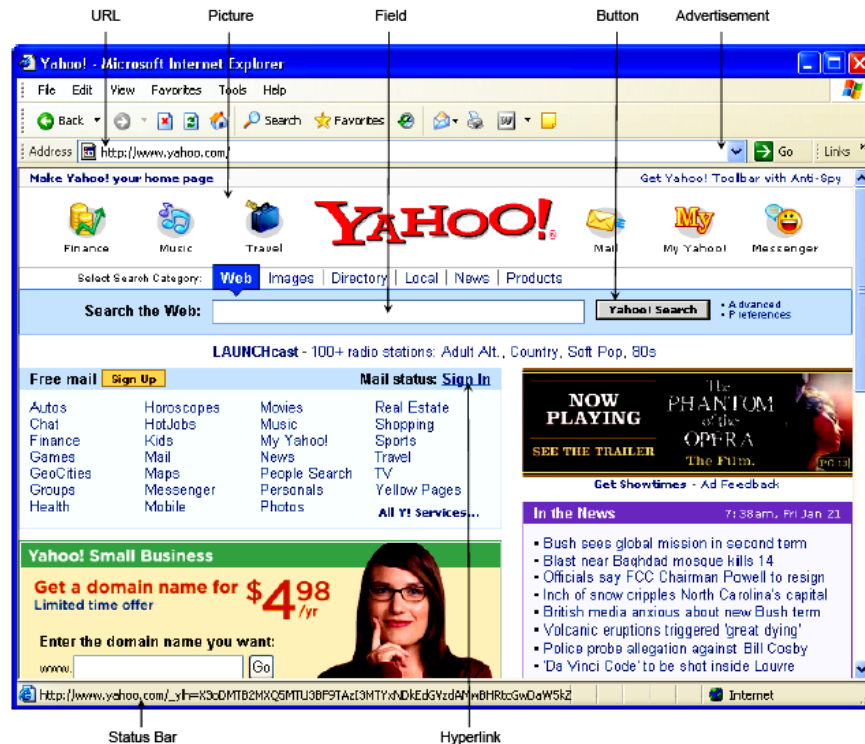 URL Picture Field Button Advertisement
Yahoo! - Microsoft Internet Explorer
File Edit View Favorites Tools Help
Back Search Favorites
Address http://www.yahoo.com/ Go Links
Make Yahoo! your home page Get Yahoo! Toolbar with Anti-Spy
YAHOO!
Finance Music Travel Mail My Yahoo! Messenger
Select Search Category: Web Images Directory Local News Products
Search the Web: Yahoo! Search Advanced
Preferences
LAUNCHcast - 100+ radio stations: Adult Alt., Country, Soft Pop, 80s
Free mail Sign Up Mail status: Sign In
Autos Horoscopes Movies Real Estate
Chat HotJobs Music Shopping
Finance Kids My Yahoo! Sports
Games Mail News Travel
GeoCities Maps People Search TV
Groups Messenger Personals Yellow Pages
Health Mobile Photos All Y! Services...
NOW PLAYING
SEE THE TRAILER
The
PHANTOM
of the
OPERA
The Film.
PG-13
Get Showtimes - Ad Feedback
In the News 7:38am, Fri Jan 21
Bush sees global mission in second term
Blast near Baghdad mosque kills 14
Officials say FCC Chairman Powell to resign
Inch of snow cripples North Carolina's capital
British media anxious about new Bush term
Volcanic eruptions triggered 'great dying'
Police probe allegation against Bill Cosby
'Da Vinci Code' to be shot inside Louvre
Yahoo! Small Business
Get a domain name for $4.98/yr
Limited time offer
Enter the domain name you want:
www. Go
Internet
Status Bar Hyperlink